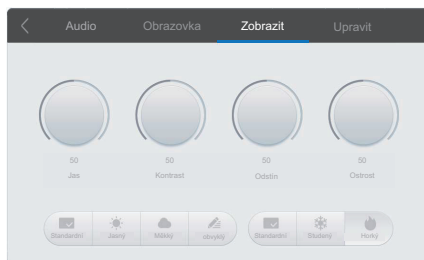 Audio Obrazovka Zobrazit Upravit
50 50 50 50
Jas Kontrast Odstín Ostrost
Standardní Jasný Měkký obvyklý Standardní Studený Horký